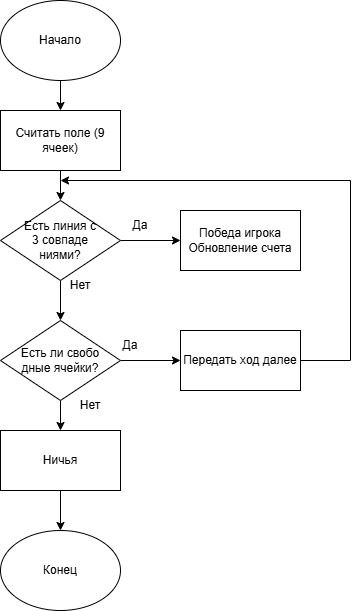 Начало
Считать поле (9
ячеек)
Есть линия с
3 совпаде
ниями?
Да
Победа игрока
Обновление счета
Нет
Есть ли свобо
дные ячейки?
Да
Передать ход далее
Нет
Ничья
Конец